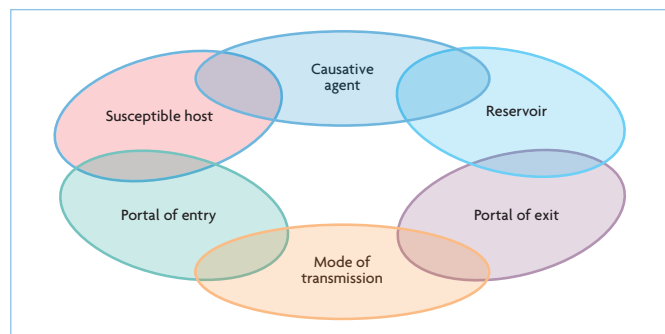 Causative
agent
Susceptible host
Reservoir
Portal of entry
Portal of exit
Mode of
transmission